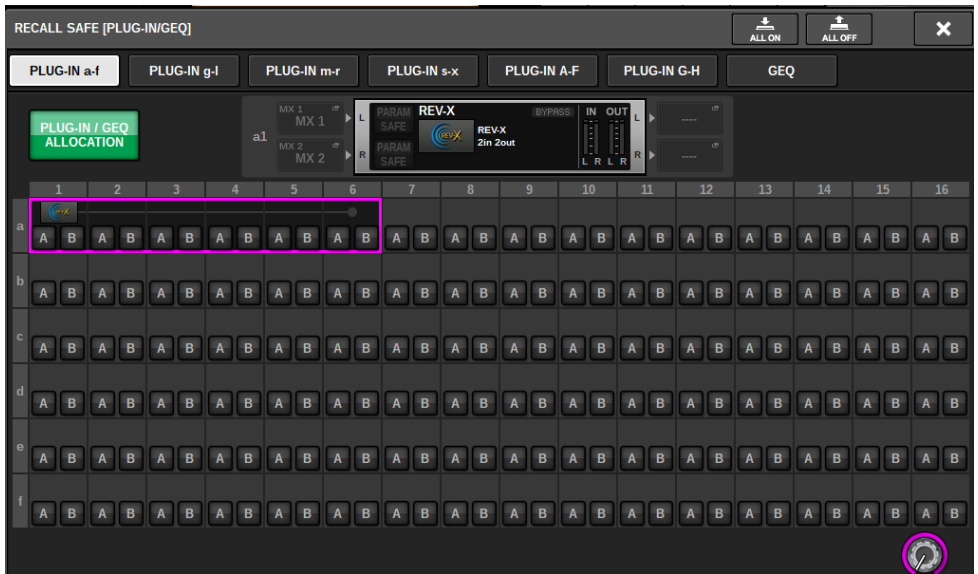 RECALL SAFE [PLUG-IN/GEQ]
ALL ON
ALL OFF
PLUG-IN a-f PLUG-IN g-l PLUG-IN m-r PLUG-IN s-x PLUG-IN A-F PLUG-IN G-H GEQ
PLUG-IN / GEQ
ALLOCATION
a1
MX 1
MX 1
MX 2
MX 2
L
R
PARAM
SAFE
PARAM
SAFE
REV-X
BYPASS
REV-X
REV-X
2in 2out
IN OUT
L R L R
L
R
----
----
1 2 3 4 5 6 7 8 9 10 11 12 13 14 15 16
REV-X
a A B A B A B A B A B A B A B A B A B A B A B A B A B A B A B A B
b A B A B A B A B A B A B A B A B A B A B A B A B A B A B A B A B
c A B A B A B A B A B A B A B A B A B A B A B A B A B A B A B A B
d A B A B A B A B A B A B A B A B A B A B A B A B A B A B A B A B
e A B A B A B A B A B A B A B A B A B A B A B A B A B A B A B A B
f A B A B A B A B A B A B A B A B A B A B A B A B A B A B A B A B